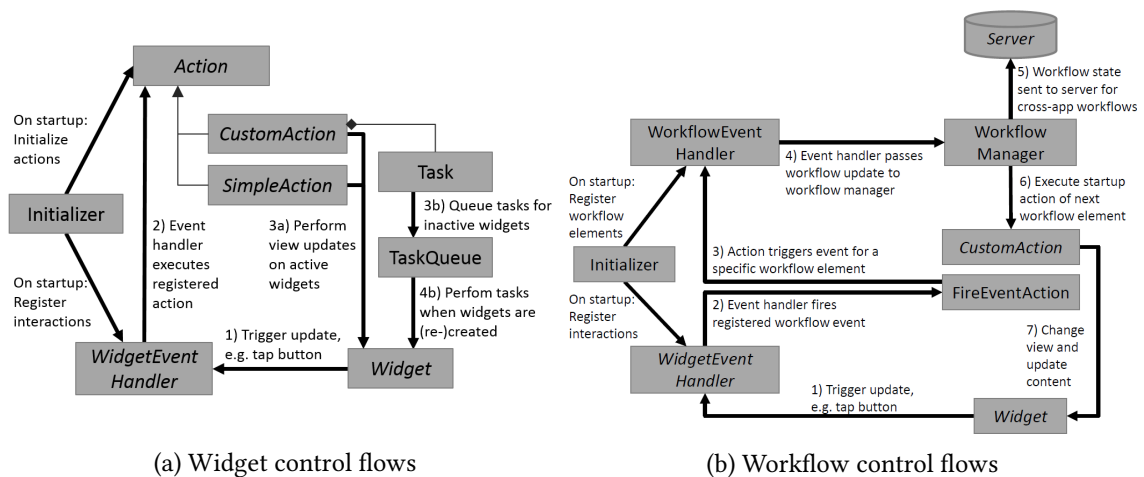 Action
On startup:
Initialize
actions
CustomAction
SimpleAction
Task
Initializer
2) Event
handler
executes
registered
action
3a) Perform
view updates
on active
widgets
3b) Queue tasks for
inactive widgets
TaskQueue
On startup:
Register
interactions
4b) Perfom tasks
when widgets are
(re-)created
1) Trigger update,
e.g. tap button
WidgetEvent
Handler
Widget
(a) Widget control flows
Server
5) Workflow state
sent to server for
cross-app workflows
WorkflowEvent
Handler
Workflow
Manager
4) Event handler passes
workflow update to
workflow manager
On startup:
Register
workflow
elements
6) Execute startup
action of next
workflow element
3) Action triggers event for a
specific workflow element
CustomAction
Initializer
FireEventAction
On startup:
Register
interactions
2) Event handler fires
registered workflow event
7) Change
view and
update
content
WidgetEvent
Handler
1) Trigger update,
e.g. tap button
Widget
(b) Workflow control flows